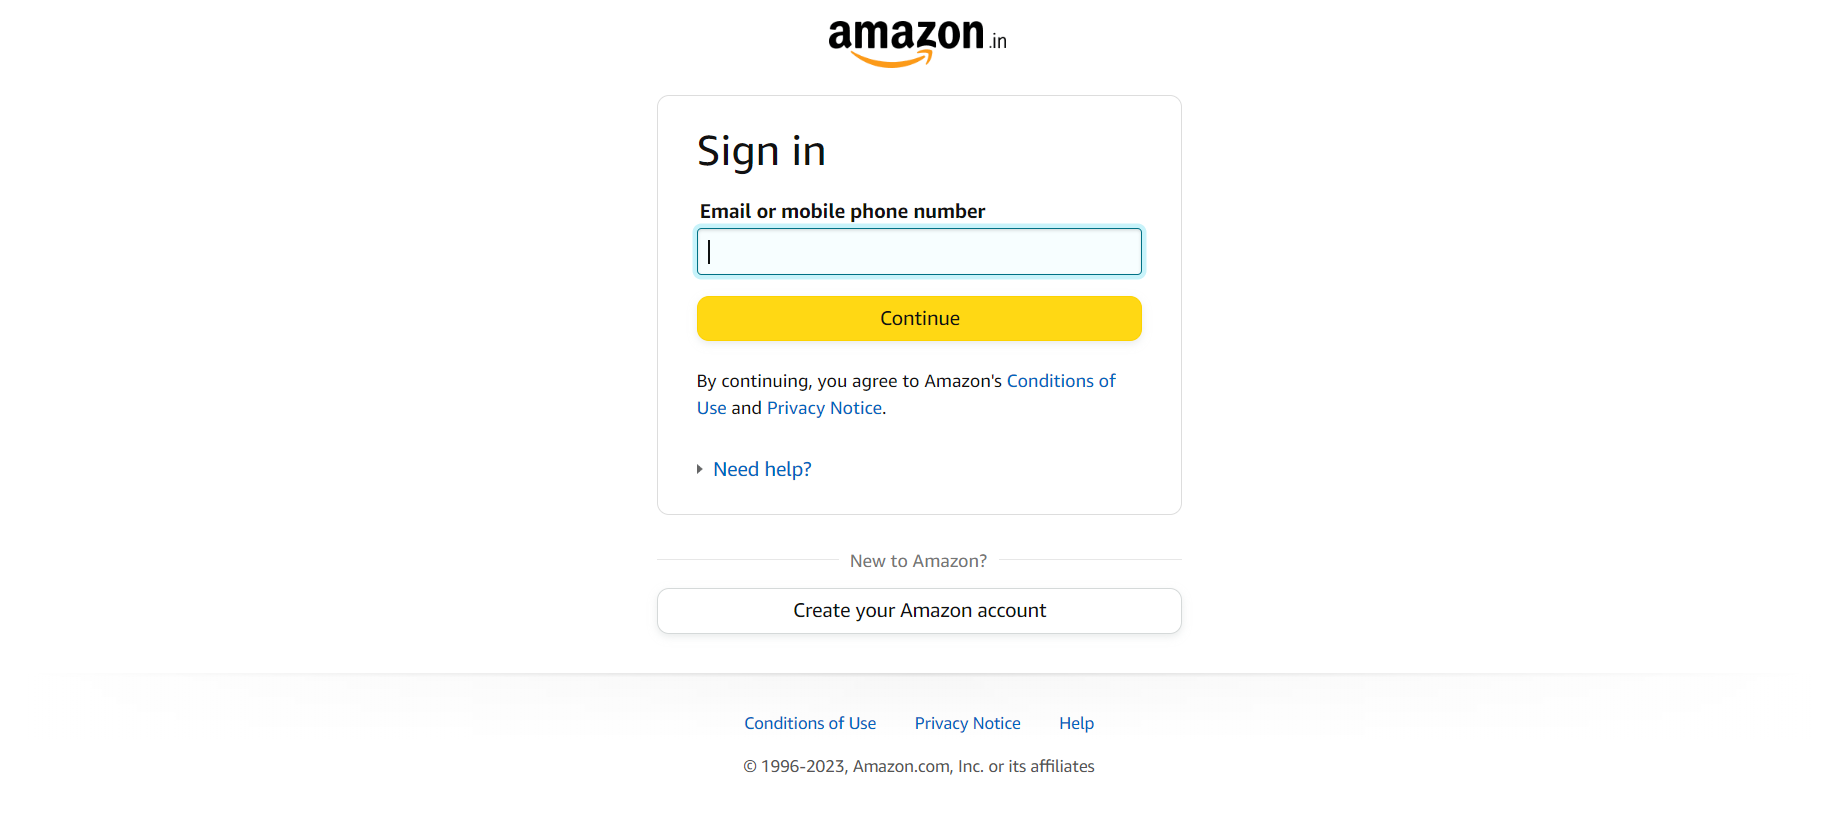 amazon.in
Sign in
Email or mobile phone number
Continue
By continuing, you agree to Amazon's Conditions of
Use and Privacy Notice.
Need help?
New to Amazon?
Create your Amazon account
Conditions of Use Privacy Notice Help
© 1996-2023, Amazon.com, Inc. or its affiliates